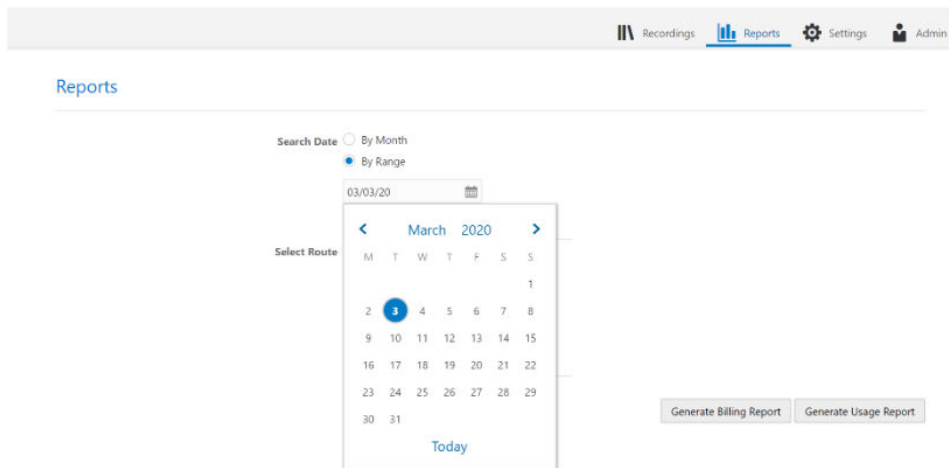 Recordings Reports Settings Admin
Reports
Search Date By Month
By Range
03/03/20
March 2020
Select Route
M T W T F S S
1
2 3 4 5 6 7 8
9 10 11 12 13 14 15
16 17 18 19 20 21 22
23 24 25 26 27 28 29
30 31
Generate Billing Report Generate Usage Report
Today